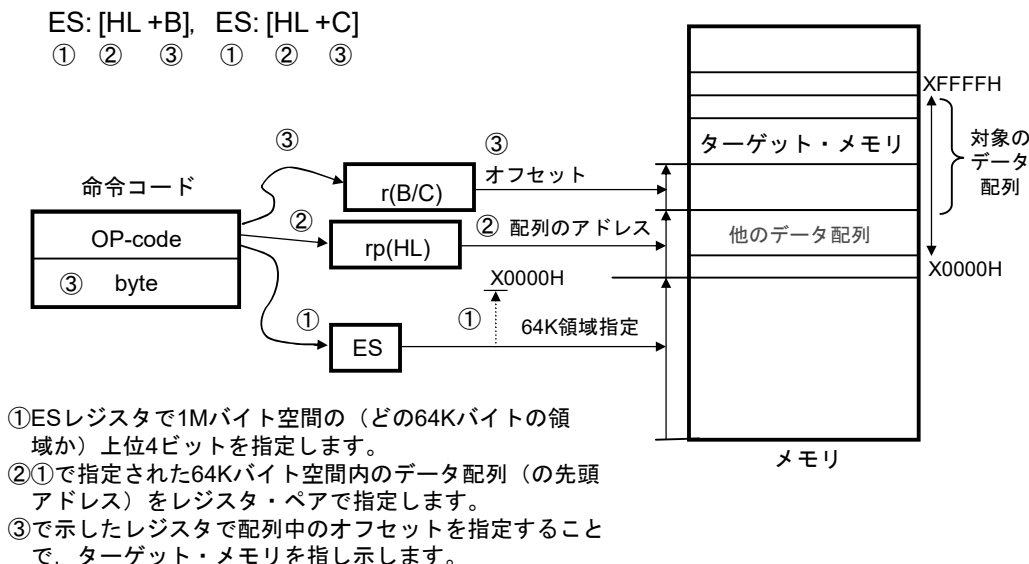 ES: [HL +B],  ES: [HL +C]
① ② ③ ① ② ③
XFFFFH
③
③
ターゲット・メモリ
対象の
データ
配列
命令コード
オフセット
r(B/C)
OP-code
②
② 配列のアドレス
他のデータ配列
rp(HL)
③ byte
X0000H
X0000H
①
①
64K領域指定
ES
メモリ
①ESレジスタで1Mバイト空間の（どの64Kバイトの領
域か）上位4ビットを指定します。
②①で指定された64Kバイト空間内のデータ配列（の先頭
アドレス）をレジスタ・ペアで指定します。
③で示したレジスタで配列中のオフセットを指定すること
で，ターゲット・メモリを指し示します。